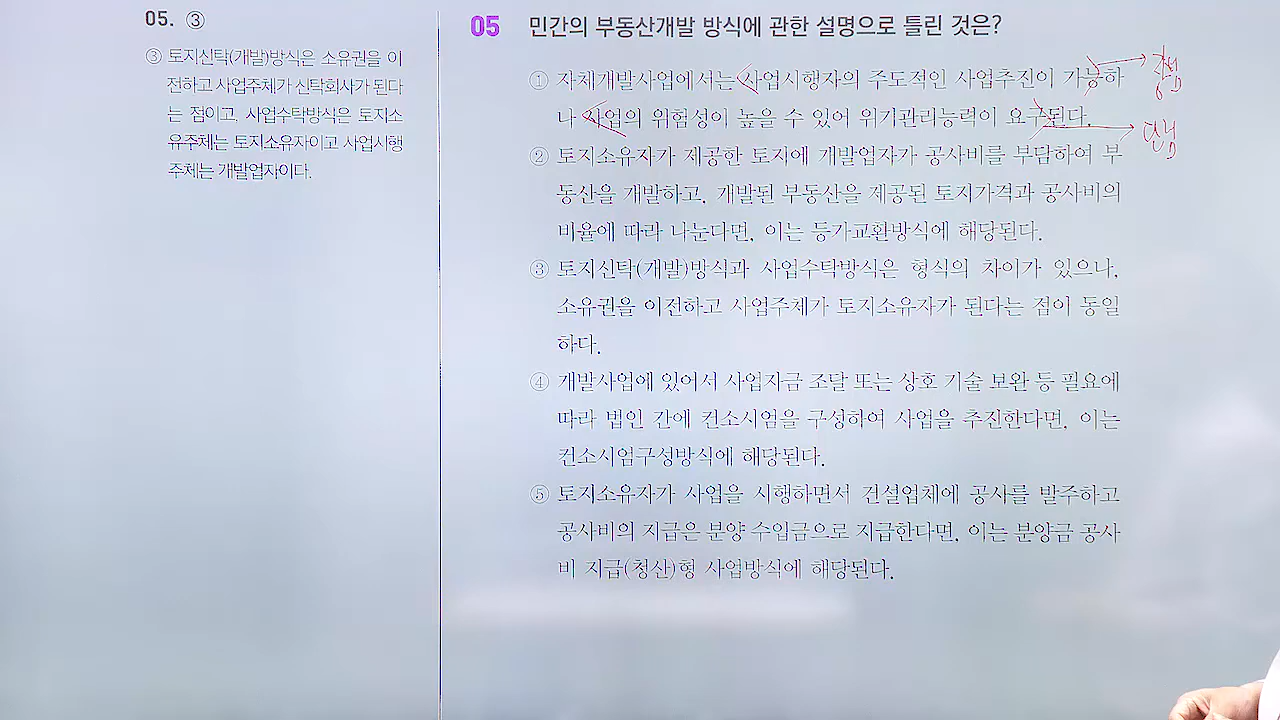 05. ③
③ 토지신탁(개발)방식은 소유권을 이
전하고 사업주체가 신탁회사가 된다
는 점이고, 사업수탁방식은 토지소
유주체는 토지소유자이고 사업시행
주체는 개발업자이다.
05 민간의 부동산개발 방식에 관한 설명으로 틀린 것은?
① 자체개발사업에서는 사업시행자의 주도적인 사업추진이 가능하
나 사업의 위험성이 높을 수 있어 위기관리능력이 요구된다.
② 토지소유자가 제공한 토지에 개발업자가 공사비를 부담하여 부
동산을 개발하고, 개발된 부동산을 제공된 토지가격과 공사비의
비율에 따라 나눈다면, 이는 등가교환방식에 해당된다.
③ 토지신탁(개발)방식과 사업수탁방식은 형식의 차이가 있으나,
소유권을 이전하고 사업주체가 토지소유자가 된다는 점이 동일
하다.
④ 개발사업에 있어서 사업자금 조달 또는 상호 기술 보완 등 필요에
따라 법인 간에 컨소시엄을 구성하여 사업을 추진한다면, 이는
컨소시엄구성방식에 해당된다.
⑤ 토지소유자가 사업을 시행하면서 건설업체에 공사를 발주하고
공사비의 지급은 분양 수입금으로 지급한다면, 이는 분양금 공사
비 지급(청산)형 사업방식에 해당된다.